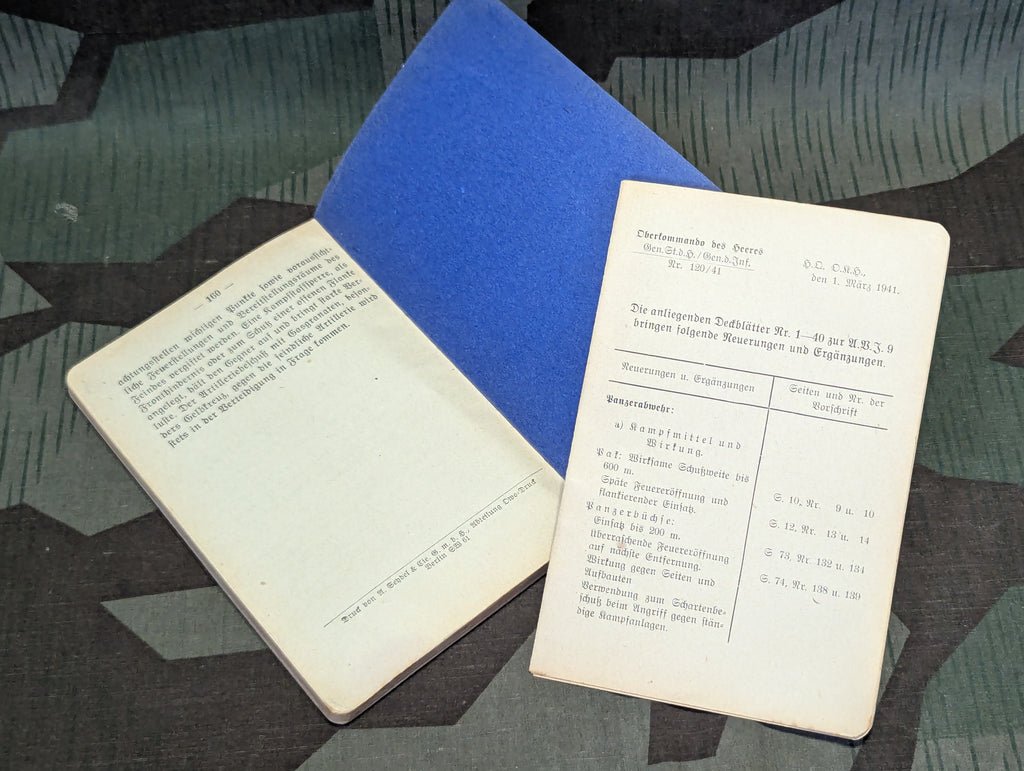 — 160 —
achtungstellen wichtigen Punkte sowie voraussicht-
liche Feuerstellungen und Bereitstellungsräume des
Feindes vergiftet werden. Eine Kampfstoffsperre, als
Fronthindernis oder zum Schutz einer offenen Flanke
angelegt, hält den Gegner auf und bringt starke Ver-
luste. Der Artilleriebeschuß mit Gasgranaten, beson-
ders Gelbkreuz, gegen die feindliche Artillerie wird
stets in der Verteidigung in Frage kommen.
Druck von A. Seydel & Cie. G. m. b. H., Abteilung Otwo-Druck
Berlin SW 61
Oberkommando des Heeres
Gen.St.d.H./Gen.d.Inf.
Nr. 120/41
H.Q. O.K.H.,
den 1. März 1941.
Die anliegenden Deckblätter Nr. 1—40 zur A.V.I. 9
bringen folgende Neuerungen und Ergänzungen.
Neuerungen u. Ergänzungen
Seiten und Nr. der
Vorschrift
Panzerabwehr:
a) Kampfmittel und
Wirkung.
Pak: Wirksame Schußweite bis
600 m.
Späte Feuereröffnung und
flankierender Einsatz.
Panzerbüchse:
Einsatz bis 200 m.
Überraschende Feuereröffnung
auf nächste Entfernung.
Wirkung gegen Seiten und
Aufbauten
Verwendung zum Schartenbe-
schuß beim Angriff gegen stän-
dige Kampfanlagen.
S. 10, Nr. 9 u. 10
S. 12, Nr. 13 u. 14
S. 73, Nr. 132 u. 134
S. 74, Nr. 138 u. 139